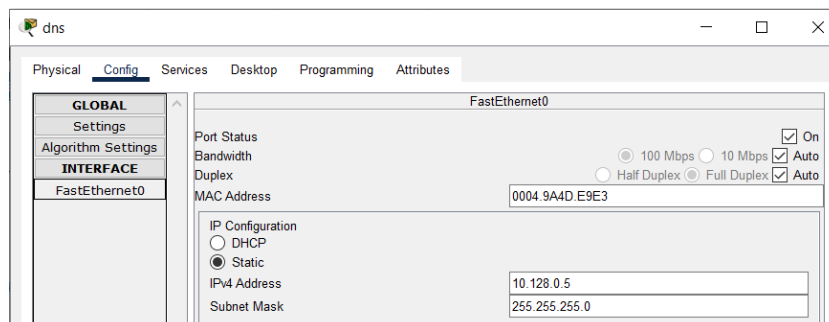 dns
Physical Config Services Desktop Programming Attributes
GLOBAL
Settings
Algorithm Settings
INTERFACE
FastEthernet0
FastEthernet0
Port Status On
Bandwidth 100 Mbps 10 Mbps Auto
Duplex Half Duplex Full Duplex Auto
MAC Address 0004.9A4D.E9E3
IP Configuration
DHCP
Static
IPv4 Address 10.128.0.5
Subnet Mask 255.255.255.0